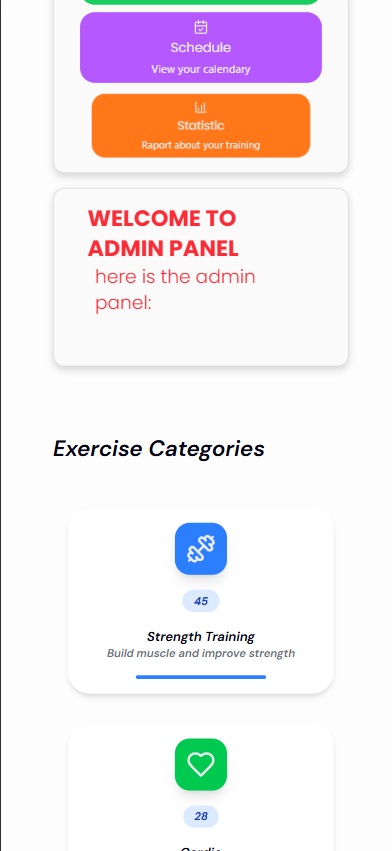 Schedule
View your calendary
Statistic
Raport about your training
WELCOME TO
ADMIN PANEL
here is the admin
panel:
Exercise Categories
45
Strength Training
Build muscle and improve strength
28